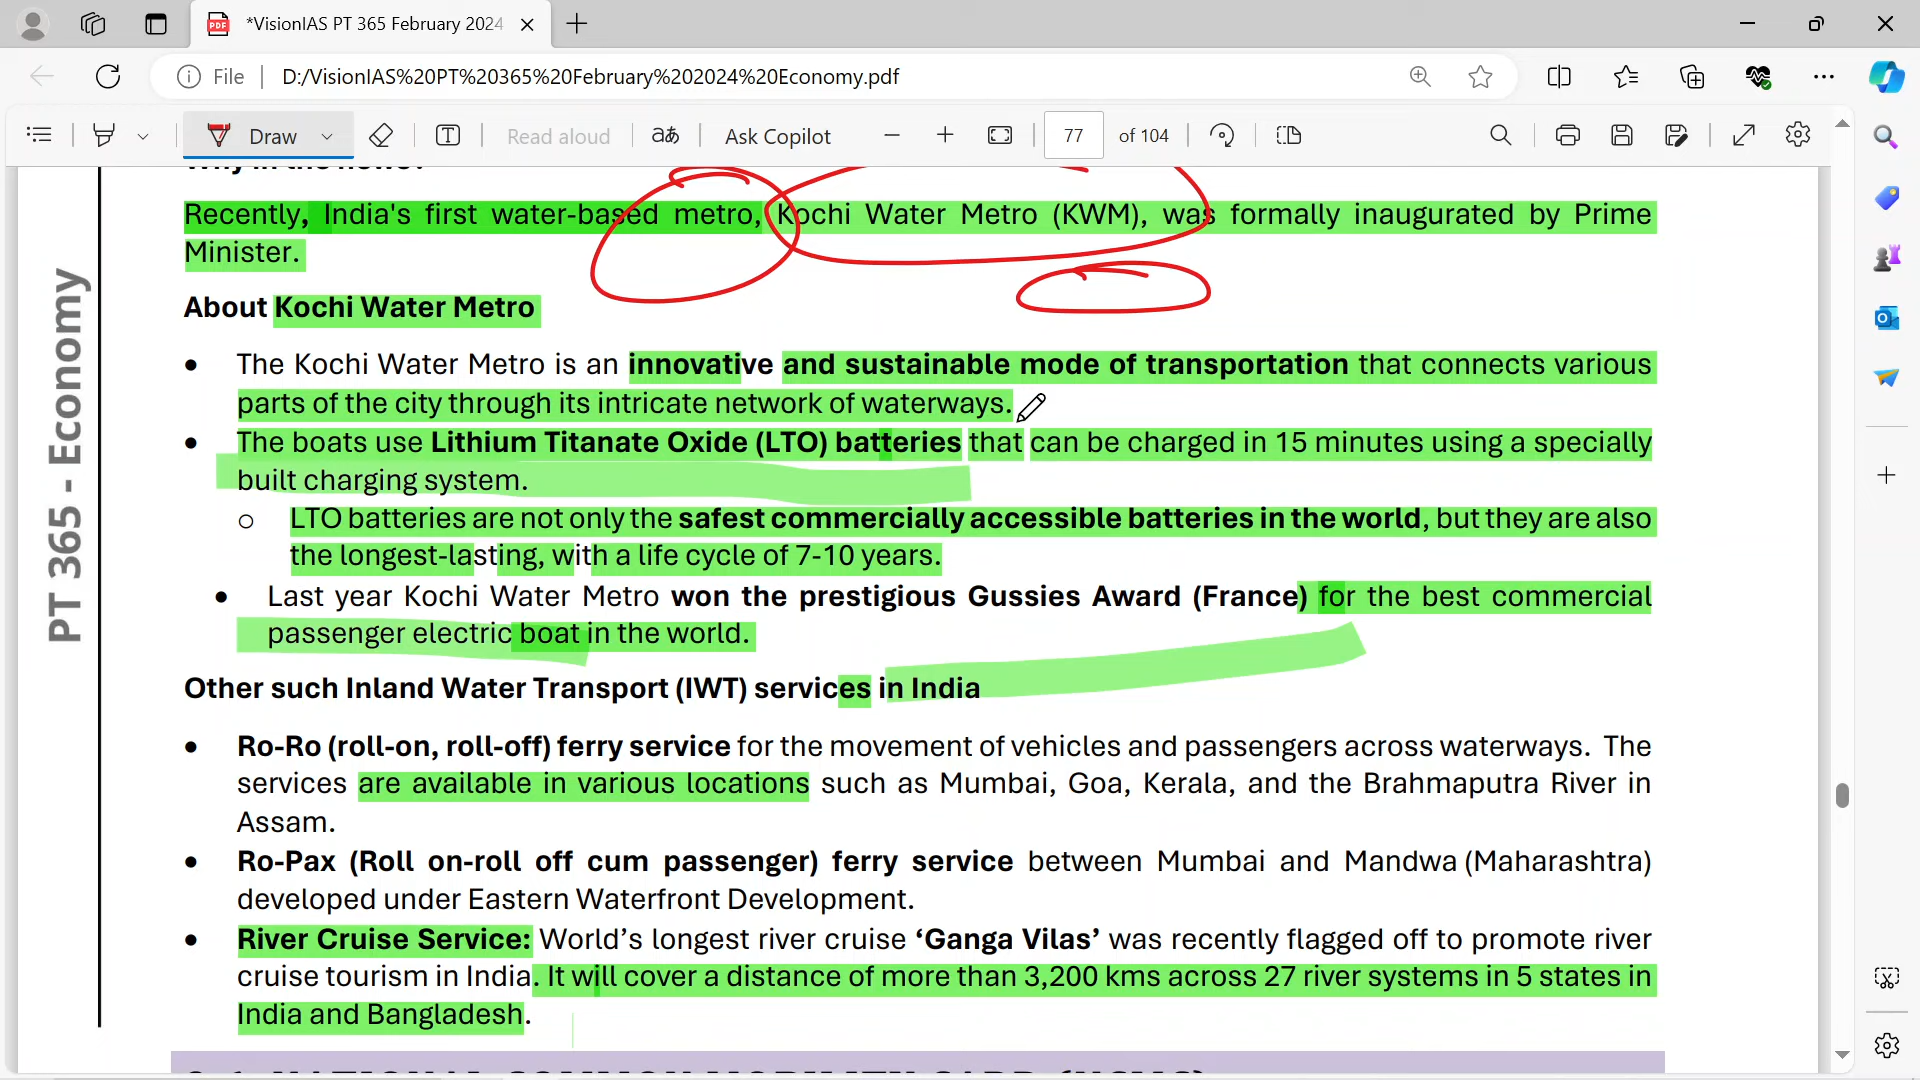 *VisionIAS PT 365 February 2024
File
D:/VisionIAS%20PT%20365%20February%202024%20Economy.pdf
Draw
Read aloud
aあ
Ask Copilot
77
of 104
Why in the news?
Recently, India's first water-based metro, Kochi Water Metro (KWM), was formally inaugurated by Prime
Minister.
About Kochi Water Metro
• The Kochi Water Metro is an innovative and sustainable mode of transportation that connects various
parts of the city through its intricate network of waterways.
• The boats use Lithium Titanate Oxide (LTO) batteries that can be charged in 15 minutes using a specially
built charging system.
o LTO batteries are not only the safest commercially accessible batteries in the world, but they are also
the longest-lasting, with a life cycle of 7-10 years.
• Last year Kochi Water Metro won the prestigious Gussies Award (France) for the best commercial
passenger electric boat in the world.
Other such Inland Water Transport (IWT) services in India
• Ro-Ro (roll-on, roll-off) ferry service for the movement of vehicles and passengers across waterways. The
services are available in various locations such as Mumbai, Goa, Kerala, and the Brahmaputra River in
Assam.
• Ro-Pax (Roll on-roll off cum passenger) ferry service between Mumbai and Mandwa (Maharashtra)
developed under Eastern Waterfront Development.
• River Cruise Service: World's longest river cruise ‘Ganga Vilas’ was recently flagged off to promote river
cruise tourism in India. It will cover a distance of more than 3,200 kms across 27 river systems in 5 states in
India and Bangladesh.
NATIONAL COMMON MOBILITY CARD (NCMC)
PT 365 - Economy